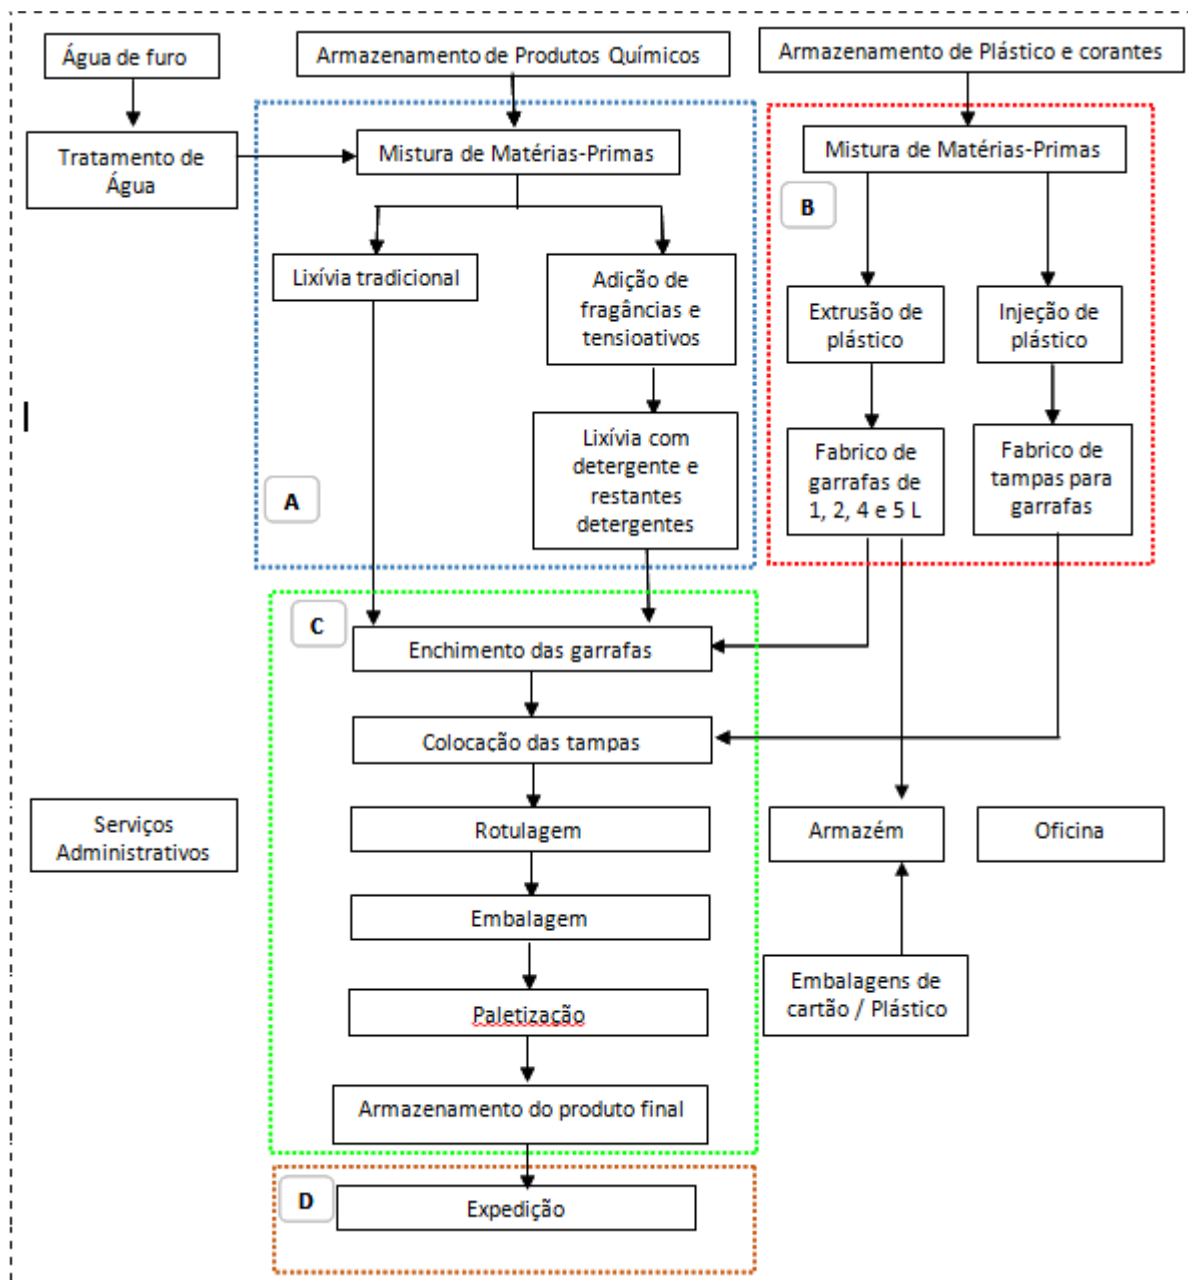 Água de furo
Armazenamento de Produtos Químicos
Armazenamento de Plástico e corantes
Tratamento de
Água
Mistura de Matérias-Primas
Mistura de Matérias-Primas
B
Lixívia tradicional
Adição de
fragâncias e
tensioativos
Extrusão de
plástico
Injeção de
plástico
Lixívia com
detergente e
restantes
detergentes
Fabrico de
garrafas de
1, 2, 4 e 5 L
Fabrico de
tampas para
garrafas
A
C
Enchimento das garrafas
Colocação das tampas
Serviços
Administrativos
Rotulagem
Armazém
Oficina
Embalagem
Embalagens de
cartão / Plástico
Paletização
Armazenamento do produto final
D
Expedição